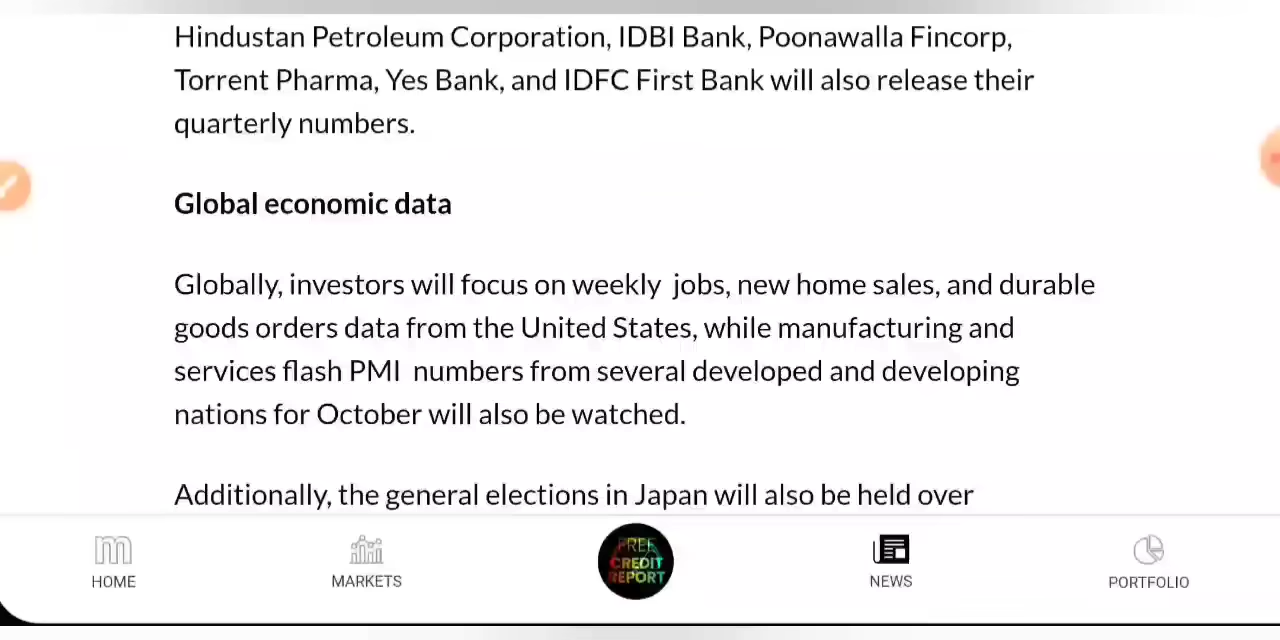 Hindustan Petroleum Corporation, IDBI Bank, Poonawalla Fincorp,
Torrent Pharma, Yes Bank, and IDFC First Bank will also release their
quarterly numbers.
Global economic data
Globally, investors will focus on weekly jobs, new home sales, and durable
goods orders data from the United States, while manufacturing and
services flash PMI numbers from several developed and developing
nations for October will also be watched.
Additionally, the general elections in Japan will also be held over
HOME
MARKETS
FREE
CREDIT
REPORT
NEWS
PORTFOLIO